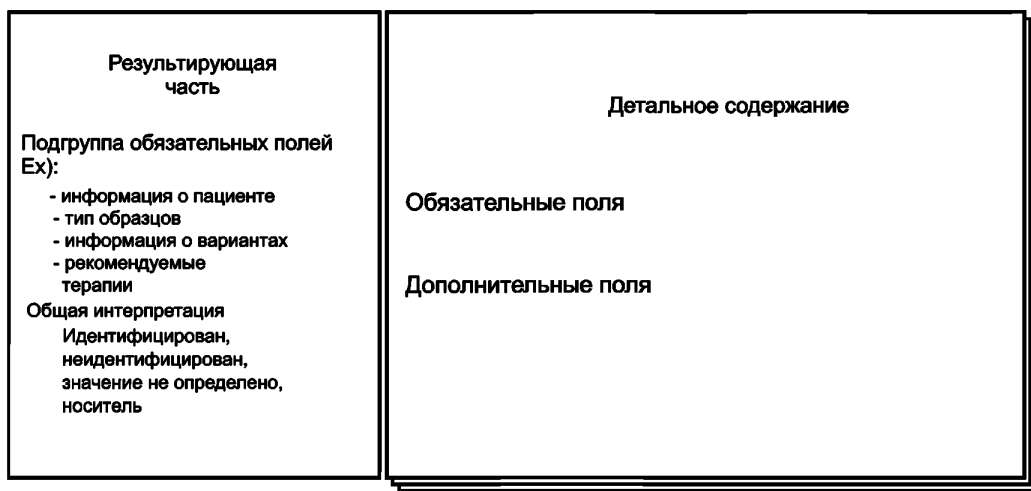 Результирующая
часть
Подгруппа обязательных полей
Ex):
- информация о пациенте
- тип образцов
- информация о вариантах
- рекомендуемые
терапии
Общая интерпретация
Идентифицирован,
неидентифицирован,
значение не определено,
носитель
Детальное содержание
Обязательные поля
Дополнительные поля